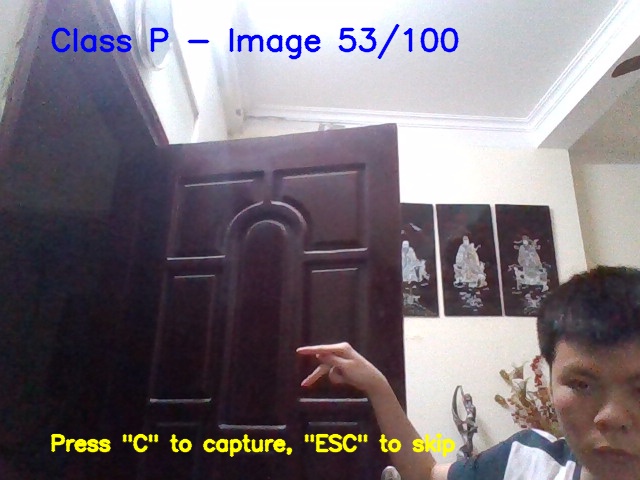 Class P - Image 53/100
Press "C" to capture, "ESC" to skip